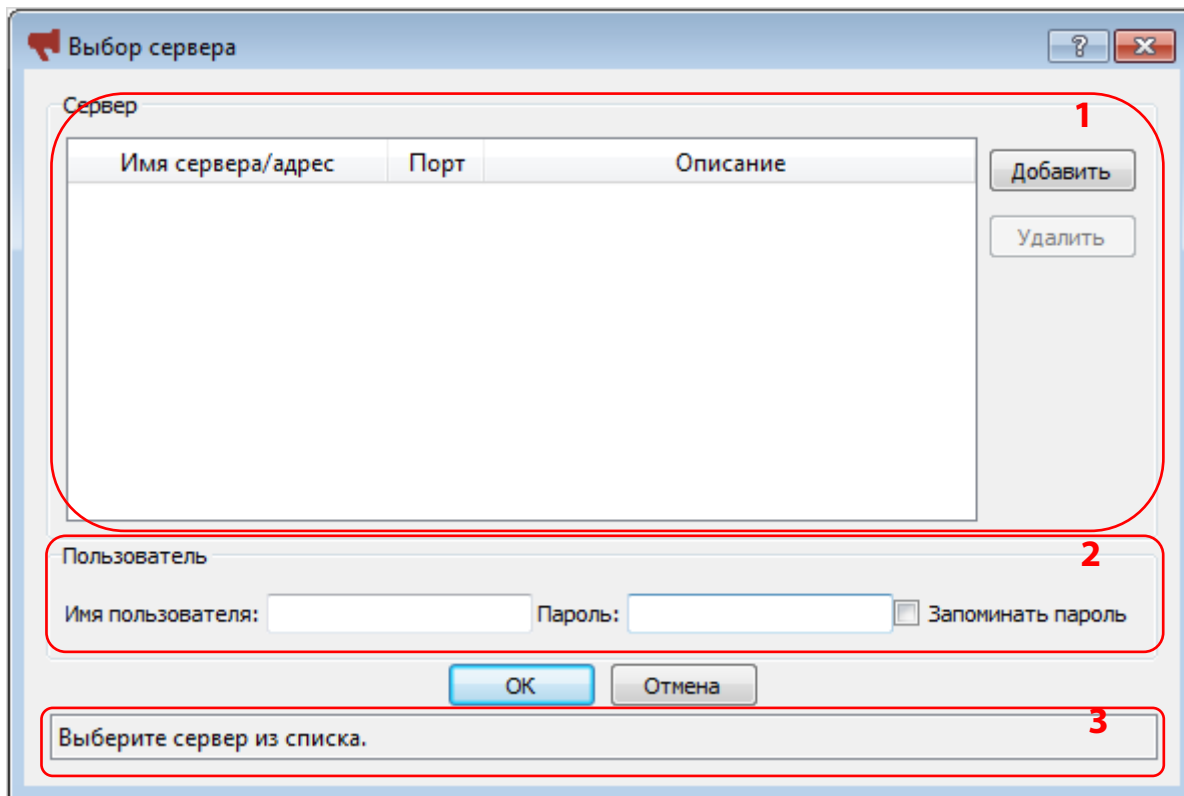 Выбор сервера
Сервер
1
Имя сервера/адрес Порт Описание
Добавить
Удалить
Пользователь
2
Имя пользователя: Пароль: Запоминать пароль
OK Отмена
3
Выберите сервер из списка.